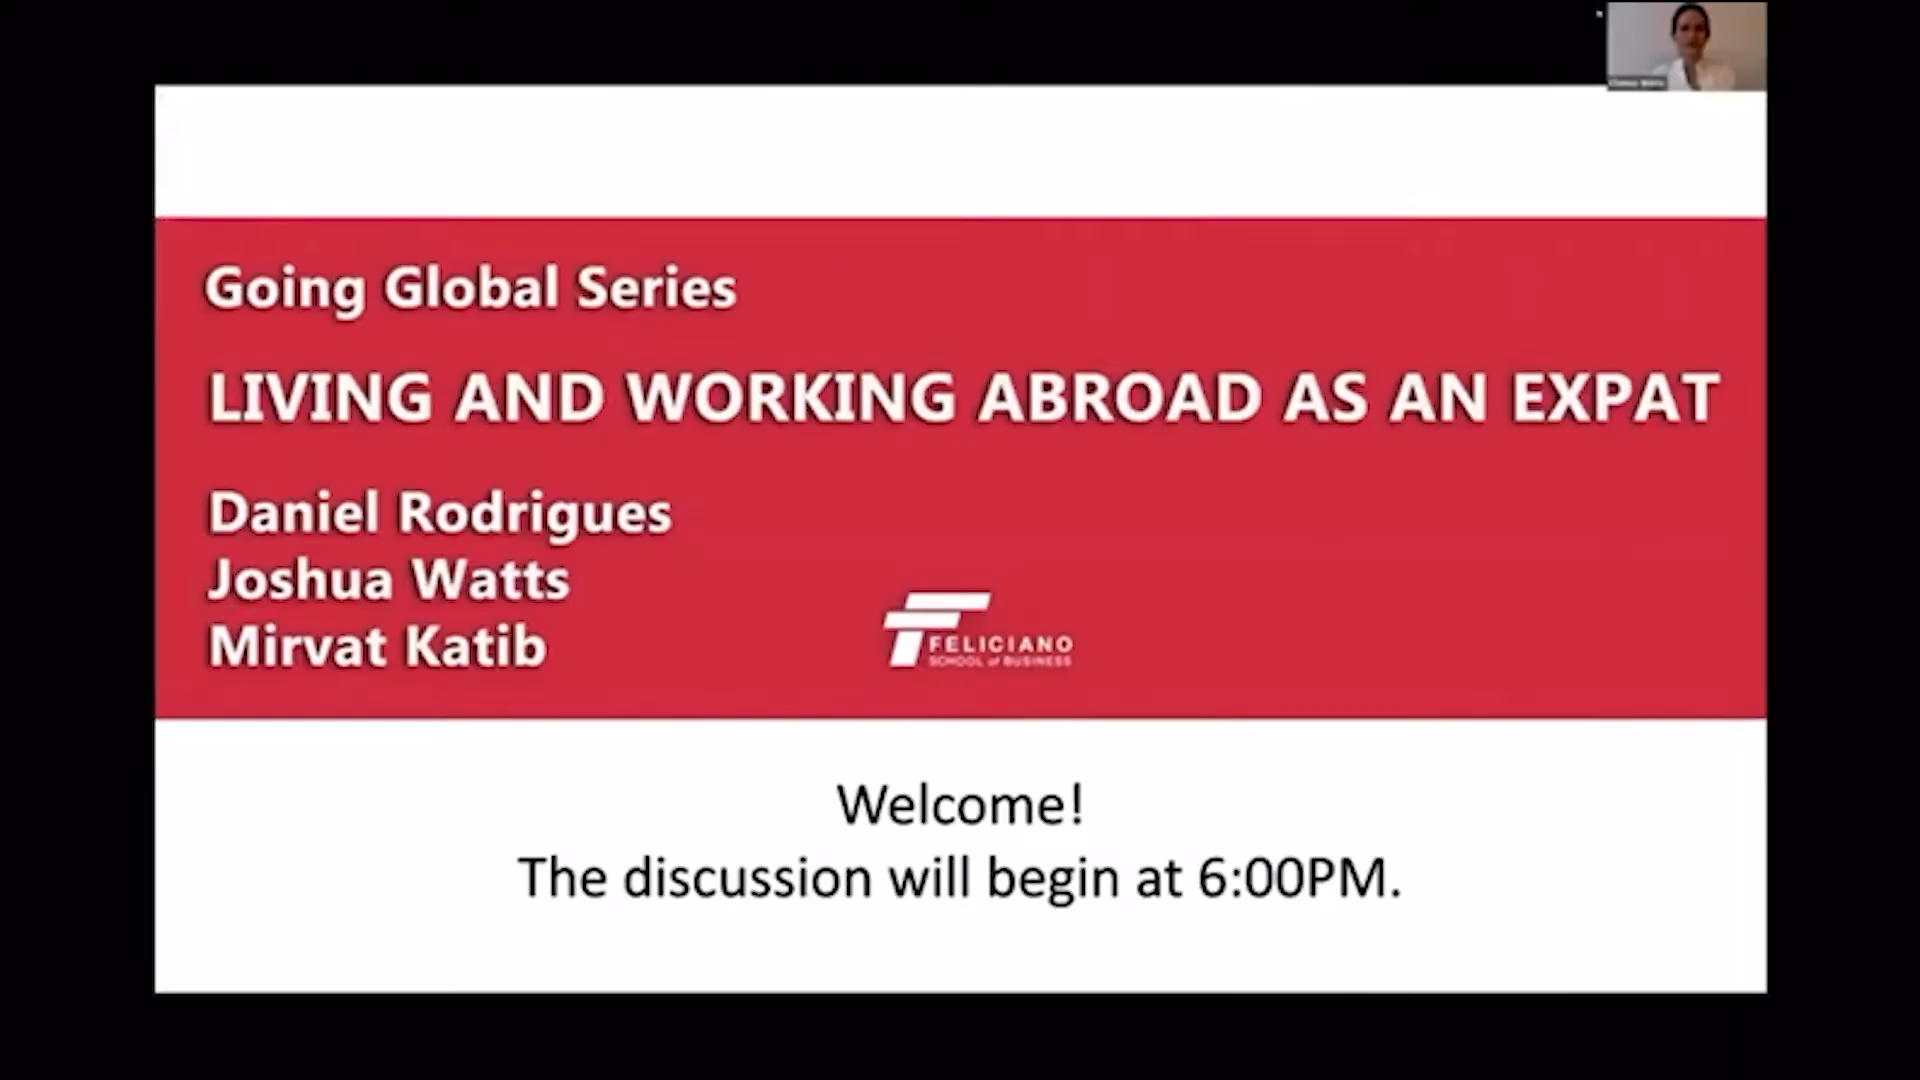 Going Global Series
LIVING AND WORKING ABROAD AS AN EXPAT
Daniel Rodrigues
Joshua Watts
Mirvat Katib
FELICIANO
SCHOOL of BUSINESS
Welcome!
The discussion will begin at 6:00PM.